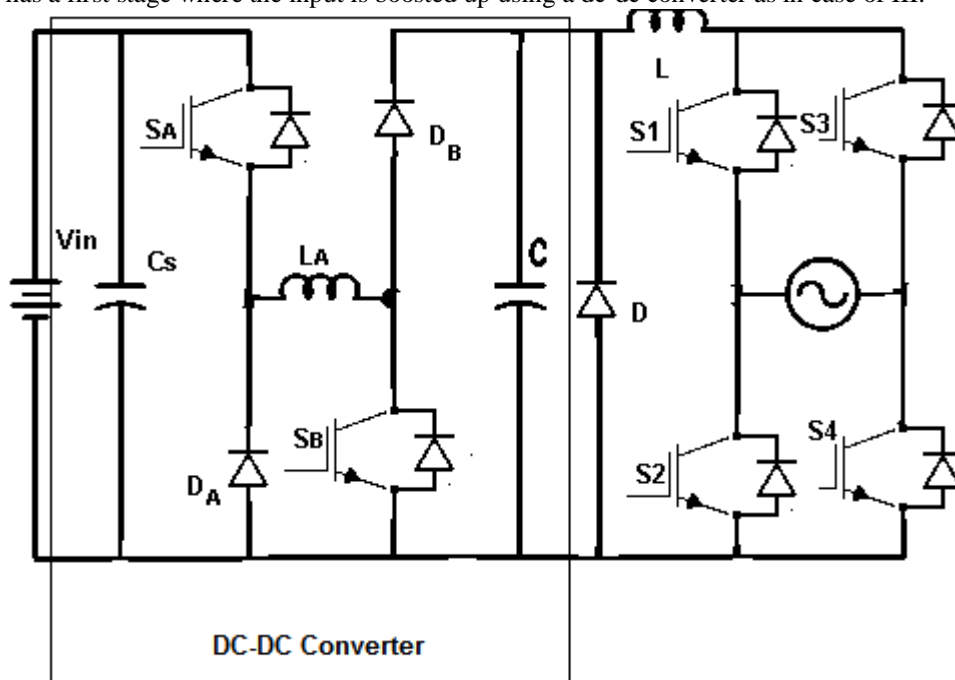 has a first stage where the input is boosted up using a dc-dc converter as in case of III.
L
SA
DB
S1
S3
Vin
Cs
LA
C
D
DA
SB
S2
S4
DC-DC Converter